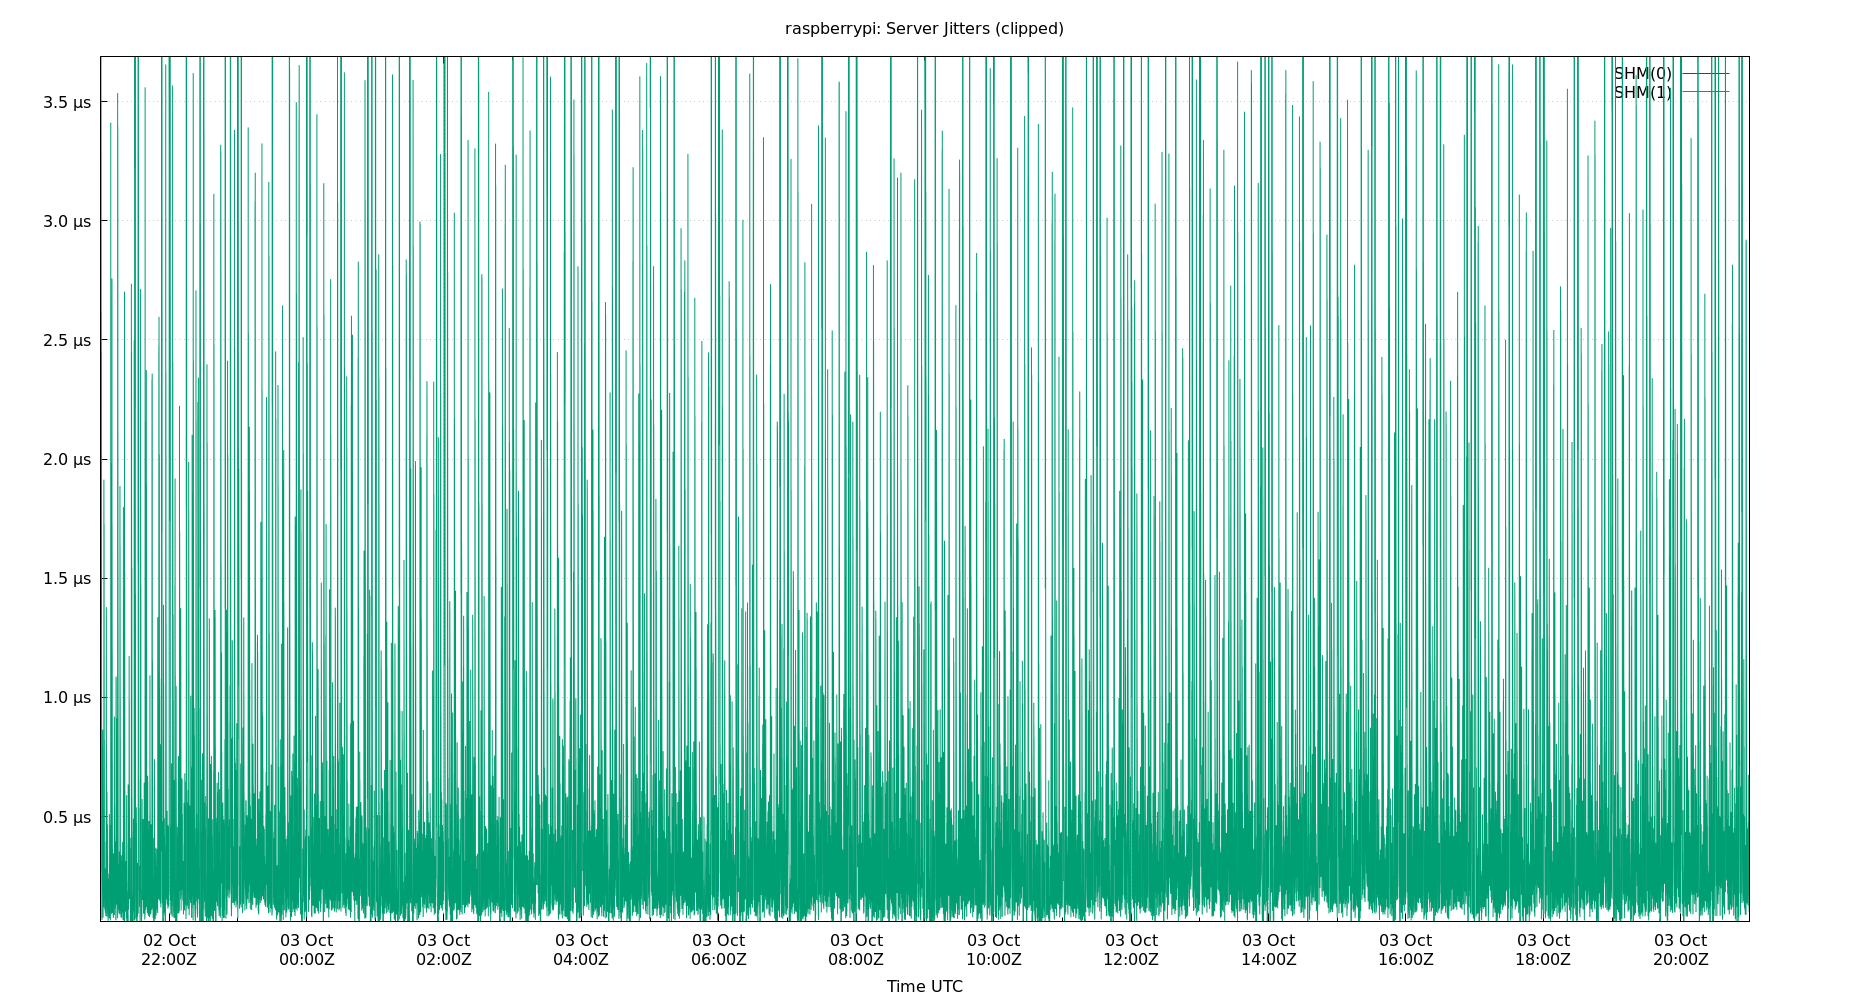 raspberrypi: Server Jitters (clipped)
SHM(0)
SHM(1)
3.5 µs
3.0 µs
2.5 µs
2.0 µs
1.5 µs
1.0 µs
0.5 µs
02 Oct 03 Oct 03 Oct 03 Oct 03 Oct 03 Oct 03 Oct 03 Oct 03 Oct 03 Oct 03 Oct 03 Oct
22:00Z 00:00Z 02:00Z 04:00Z 06:00Z 08:00Z 10:00Z 12:00Z 14:00Z 16:00Z 18:00Z 20:00Z
Time UTC